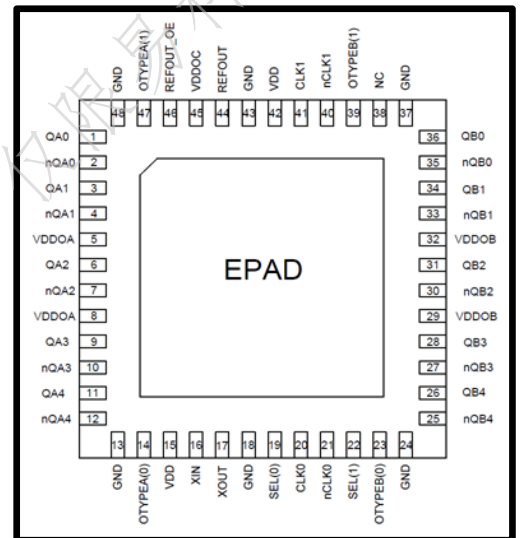 GND OTYPEA(1) REFOUT_OE VDDOC REFOUT GND VDD CLK1 nCLK1 OTYPEB(1) NC GND
48 47 46 45 44 43 42 41 40 39 38 37
QA0 1 36 QB0
nQA0 2 35 nQB0
QA1 3 34 QB1
nQA1 4 33 nQB1
VDDOA 5 32 VDDOB
QA2 6 31 QB2
EPAD
nQA2 7 30 nQB2
VDDOA 8 29 VDDOB
QA3 9 28 QB3
nQA3 10 27 nQB3
QA4 11 26 QB4
nQA4 12 25 nQB4
13 14 15 16 17 18 19 20 21 22 23 24
GND OTYPEA(0) VDD XIN XOUT GND SEL(0) CLK0 nCLK0 SEL(1) OTYPEB(0) GND
仅限易